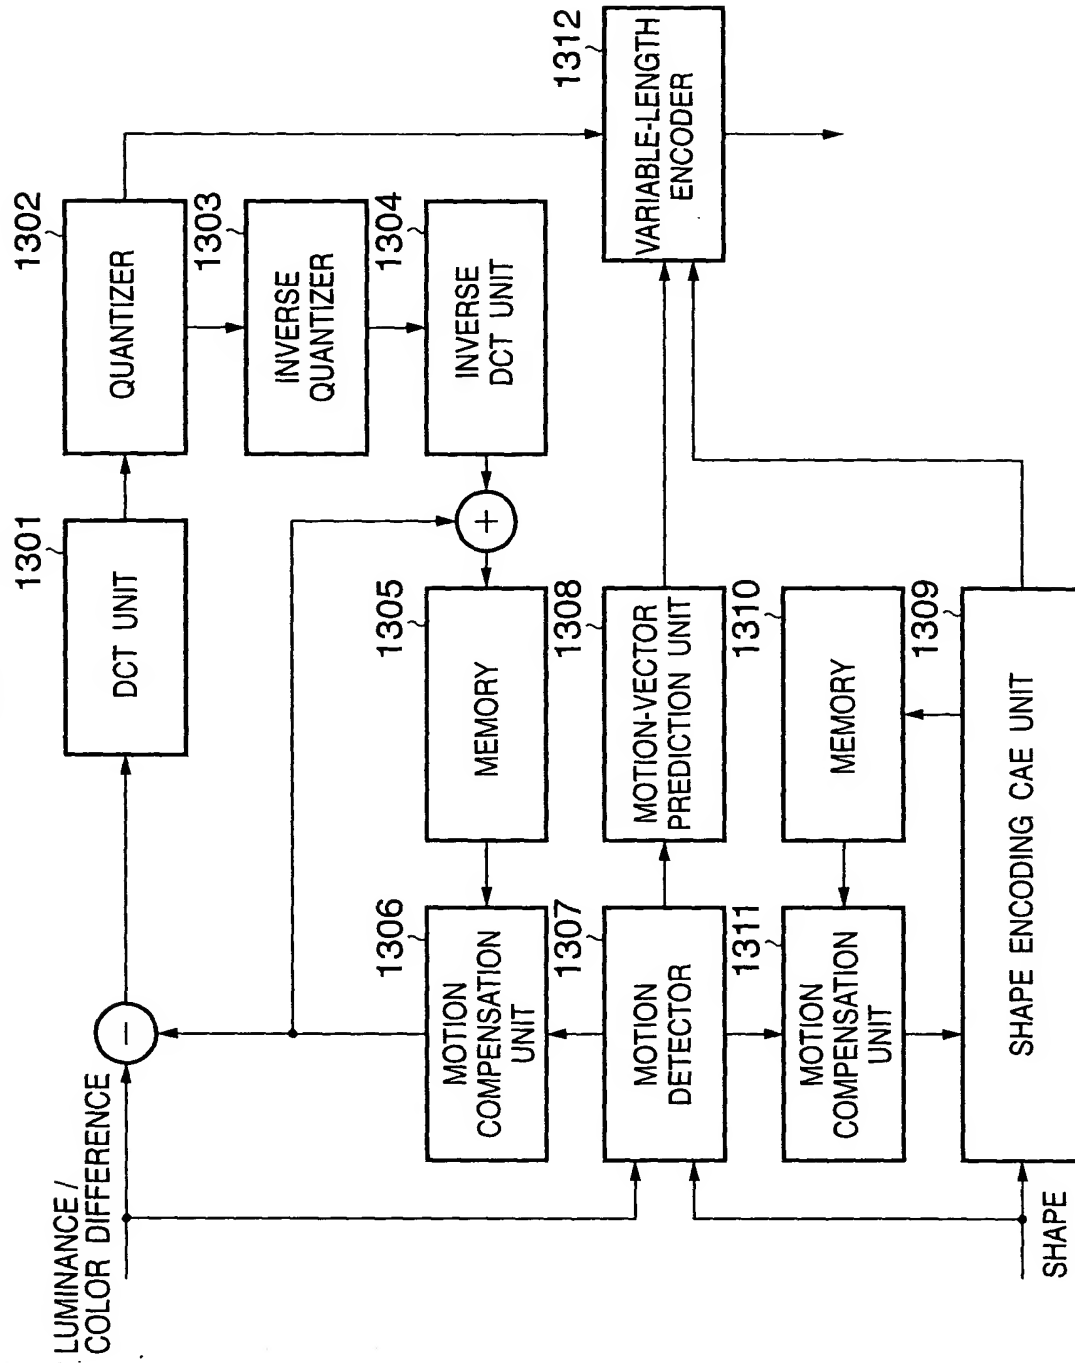 LUMINANCE /
COLOR DIFFERENCE
1301
DCT UNIT
1302
QUANTIZER
1303
INVERSE
QUANTIZER
1304
INVERSE
DCT UNIT
-
+
1305
MEMORY
1306
MOTION
COMPENSATION
UNIT
1307
MOTION
DETECTOR
1308
MOTION-VECTOR
PREDICTION UNIT
1312
VARIABLE-LENGTH
ENCODER
1310
MEMORY
1311
MOTION
COMPENSATION
UNIT
1309
SHAPE ENCODING CAE UNIT
SHAPE